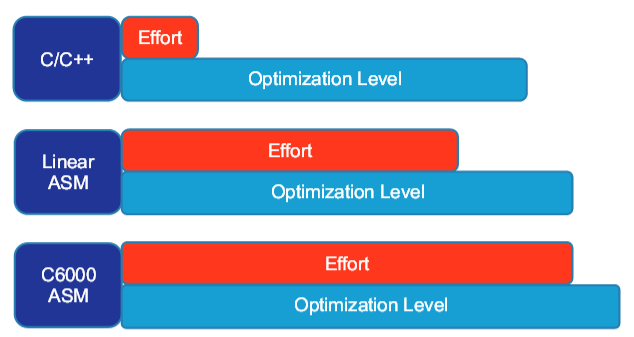 C/C++
Effort
Optimization Level
Linear
ASM
Effort
Optimization Level
C6000
ASM
Effort
Optimization Level